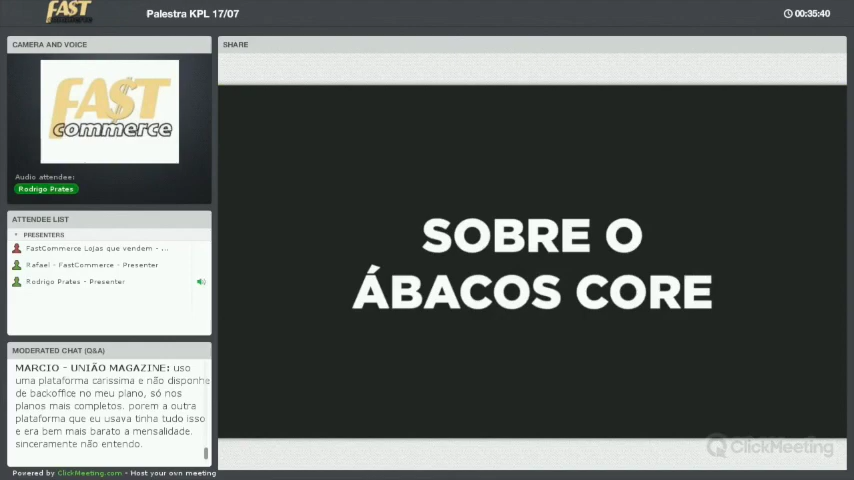 FAST
commerce
Palestra KPL 17/07
00:35:40
CAMERA AND VOICE
FA$T
commerce
Audio attendee:
Rodrigo Prates
ATTENDEE LIST
PRESENTERS
FastCommerce Lojas que vendem - ...
Rafael - FastCommerce - Presenter
Rodrigo Prates - Presenter
MODERATED CHAT (Q&A)
MARCIO - UNIÃO MAGAZINE: uso
uma plataforma carissima e não disponhe
de backoffice no meu plano, só nos
planos mais completos. porem a outra
plataforma que eu usava tinha tudo isso
e era bem mais barato a mensalidade.
sinceramente não entendo.
SHARE
SOBRE O
ÁBACOS CORE
ClickMeeting
Powered by ClickMeeting.com - Host your own meeting